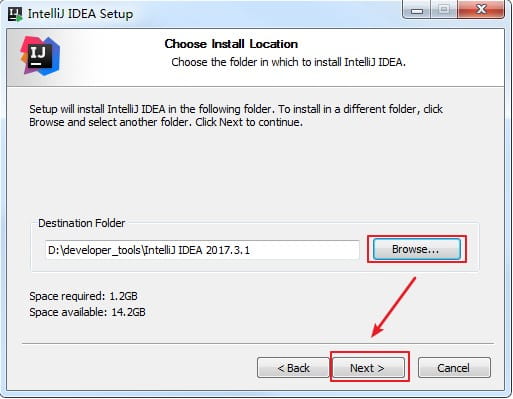 IntelliJ IDEA Setup
IJ
Choose Install Location
Choose the folder in which to install IntelliJ IDEA.
Setup will install IntelliJ IDEA in the following folder. To install in a different folder, click
Browse and select another folder. Click Next to continue.
Destination Folder
D:\developer_tools\IntelliJ IDEA 2017.3.1
Browse...
Space required: 1.2GB
Space available: 14.2GB
< Back
Next >
Cancel